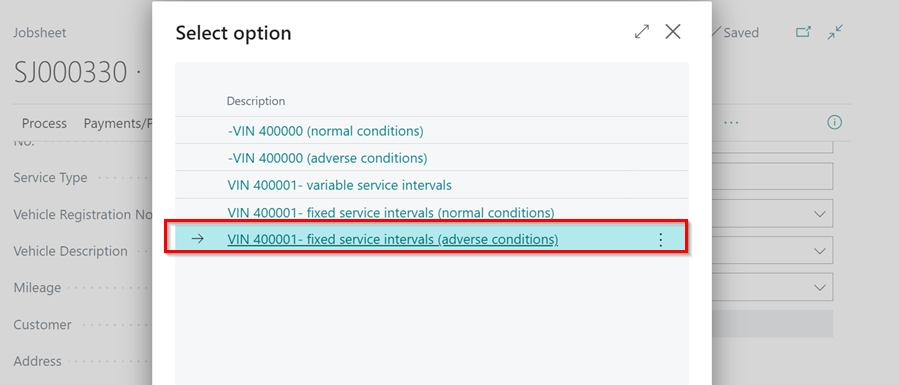 Jobsheet
Select option
Saved
SJ000330 ·
Description
Process Payments/P
-VIN 400000 (normal conditions)
No.
-VIN 400000 (adverse conditions)
Service Type
VIN 400001- variable service intervals
Vehicle Registration No
VIN 400001- fixed service intervals (normal conditions)
VIN 400001- fixed service intervals (adverse conditions)
Vehicle Description
Mileage
Customer
Address